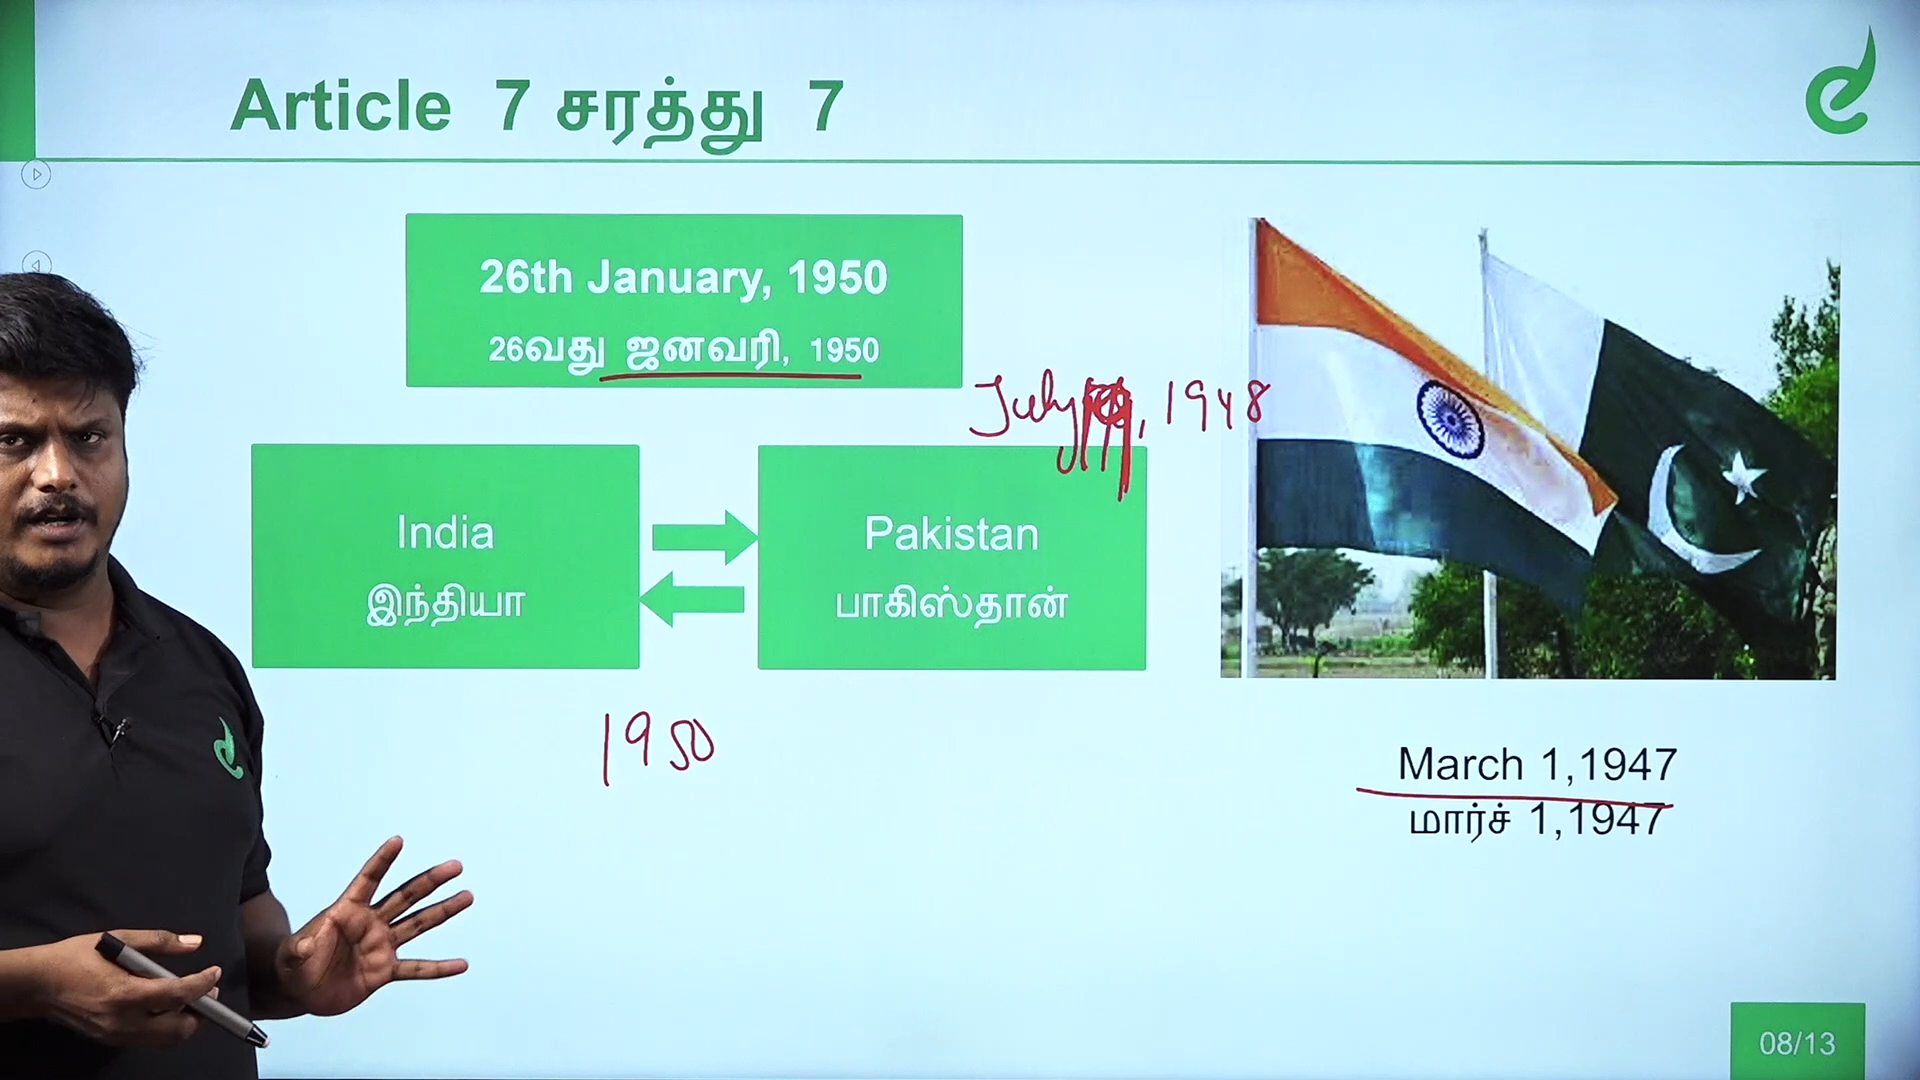 Article 7 சரத்து 7
26th January, 1950
26வது ஜனவரி, 1950
July , 1948
India
இந்தியா
Pakistan
பாகிஸ்தான்
1950
March 1,1947
மார்ச் 1,1947
08/13